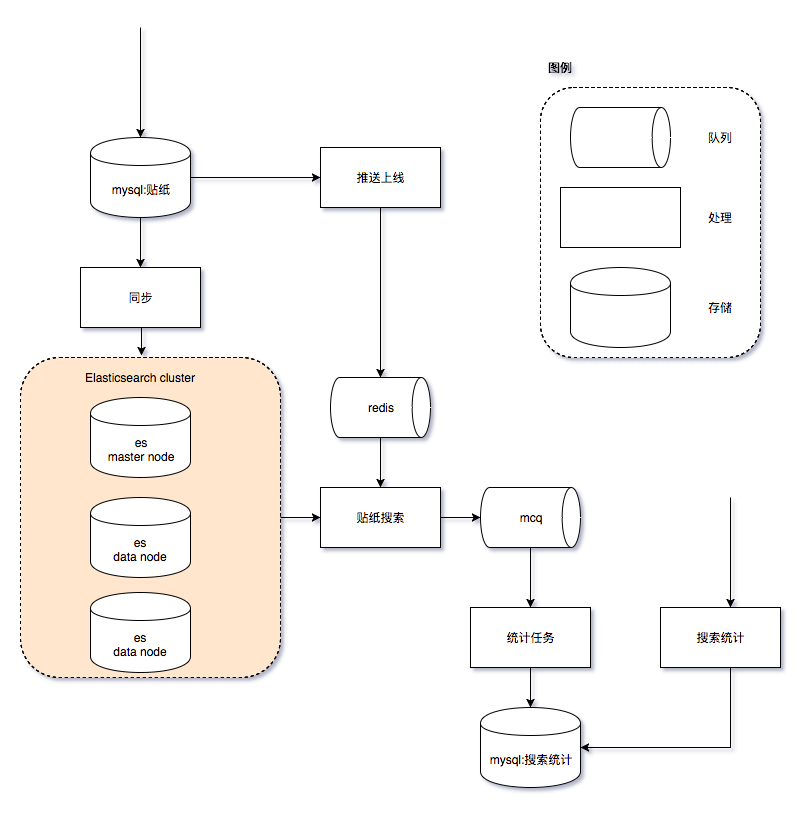 图例
队列
mysql:贴纸
推送上线
处理
同步
存储
Elasticsearch cluster
redis
es
master node
贴纸搜索
mcq
es
data node
统计任务
搜索统计
es
data node
mysql:搜索统计